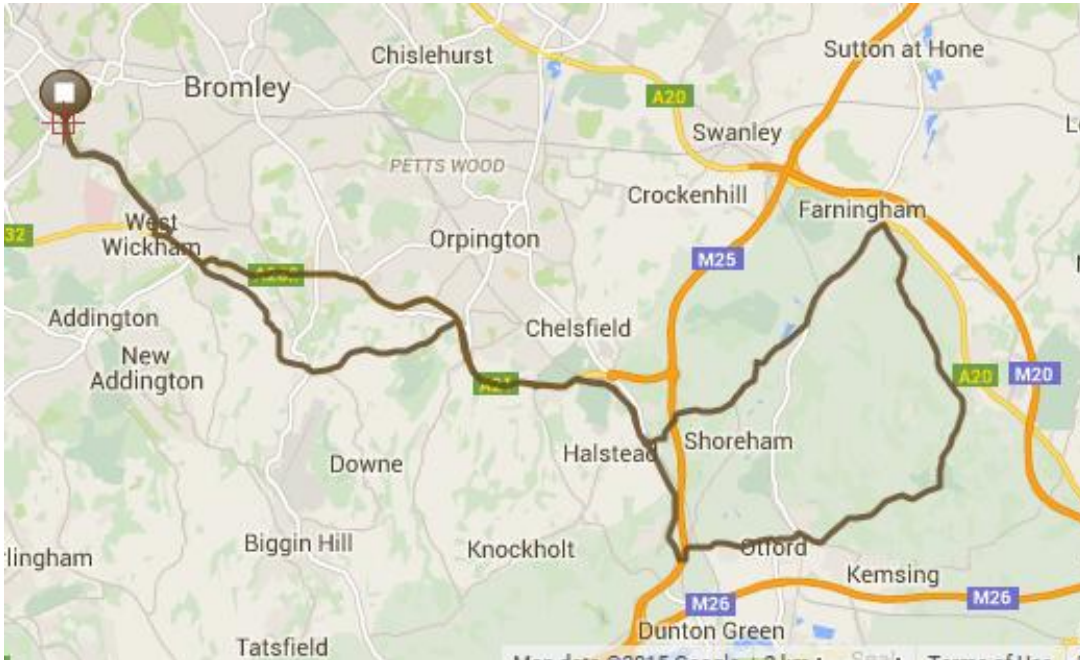 Chislehurst
Sutton at Hone
Bromley
A20
Swanley
PETTS WOOD
Crockenhill
Farningham
West
Wickham
32
Orpington
M25
Addington
Chelsfield
New
Addington
A21
A20
M20
Halstead
Shoreham
Downe
Biggin Hill
Knockholt
Otford
Kemsing
rlingham
M26
M26
Dunton Green
Tatsfield